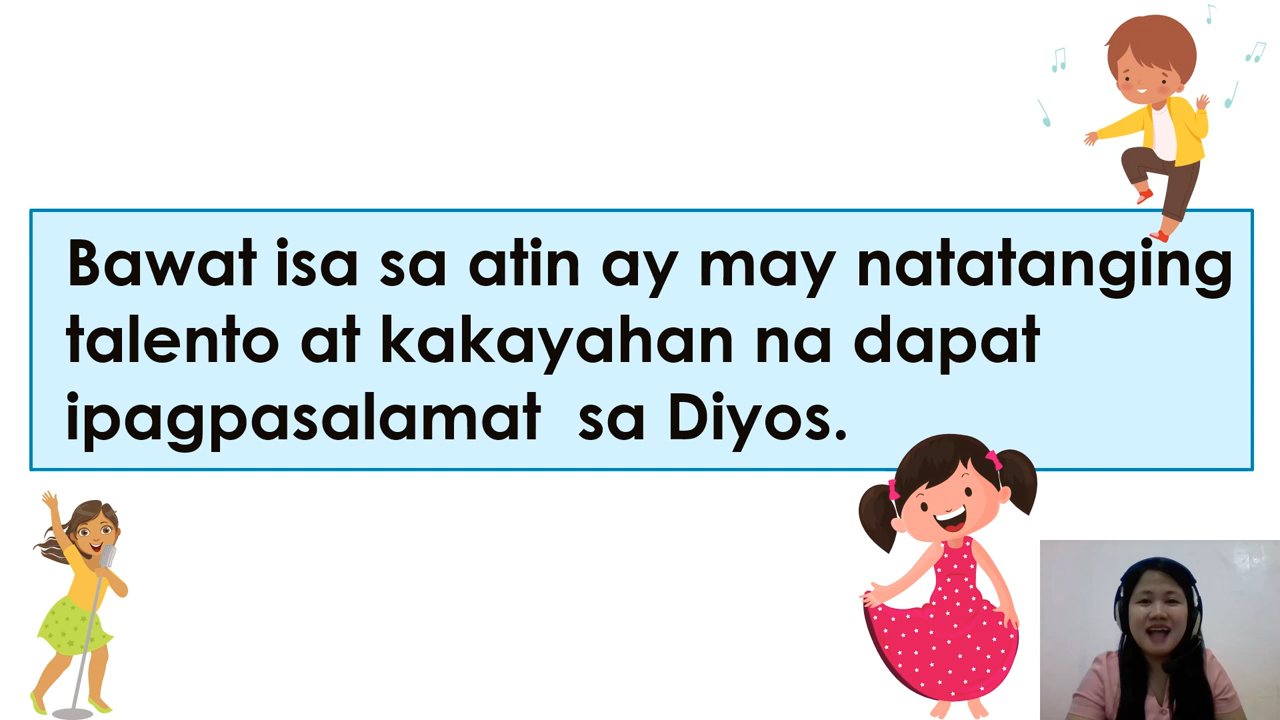 Bawat isa sa atin ay may natatanging
talento at kakayahan na dapat
ipagpasalamat sa Diyos.